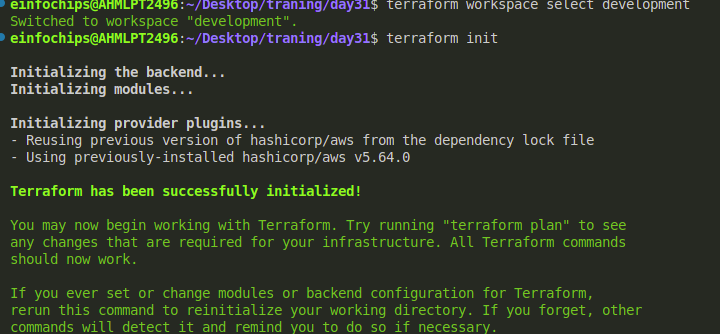 einfochips@AHMLPT2496:~/Desktop/traning/day31$ terraform workspace select development
Switched to workspace "development".
einfochips@AHMLPT2496:~/Desktop/traning/day31$ terraform init
Initializing the backend...
Initializing modules...
Initializing provider plugins...
- Reusing previous version of hashicorp/aws from the dependency lock file
- Using previously-installed hashicorp/aws v5.64.0
Terraform has been successfully initialized!
You may now begin working with Terraform. Try running "terraform plan" to see
any changes that are required for your infrastructure. All Terraform commands
should now work.
If you ever set or change modules or backend configuration for Terraform,
rerun this command to reinitialize your working directory. If you forget, other
commands will detect it and remind you to do so if necessary.